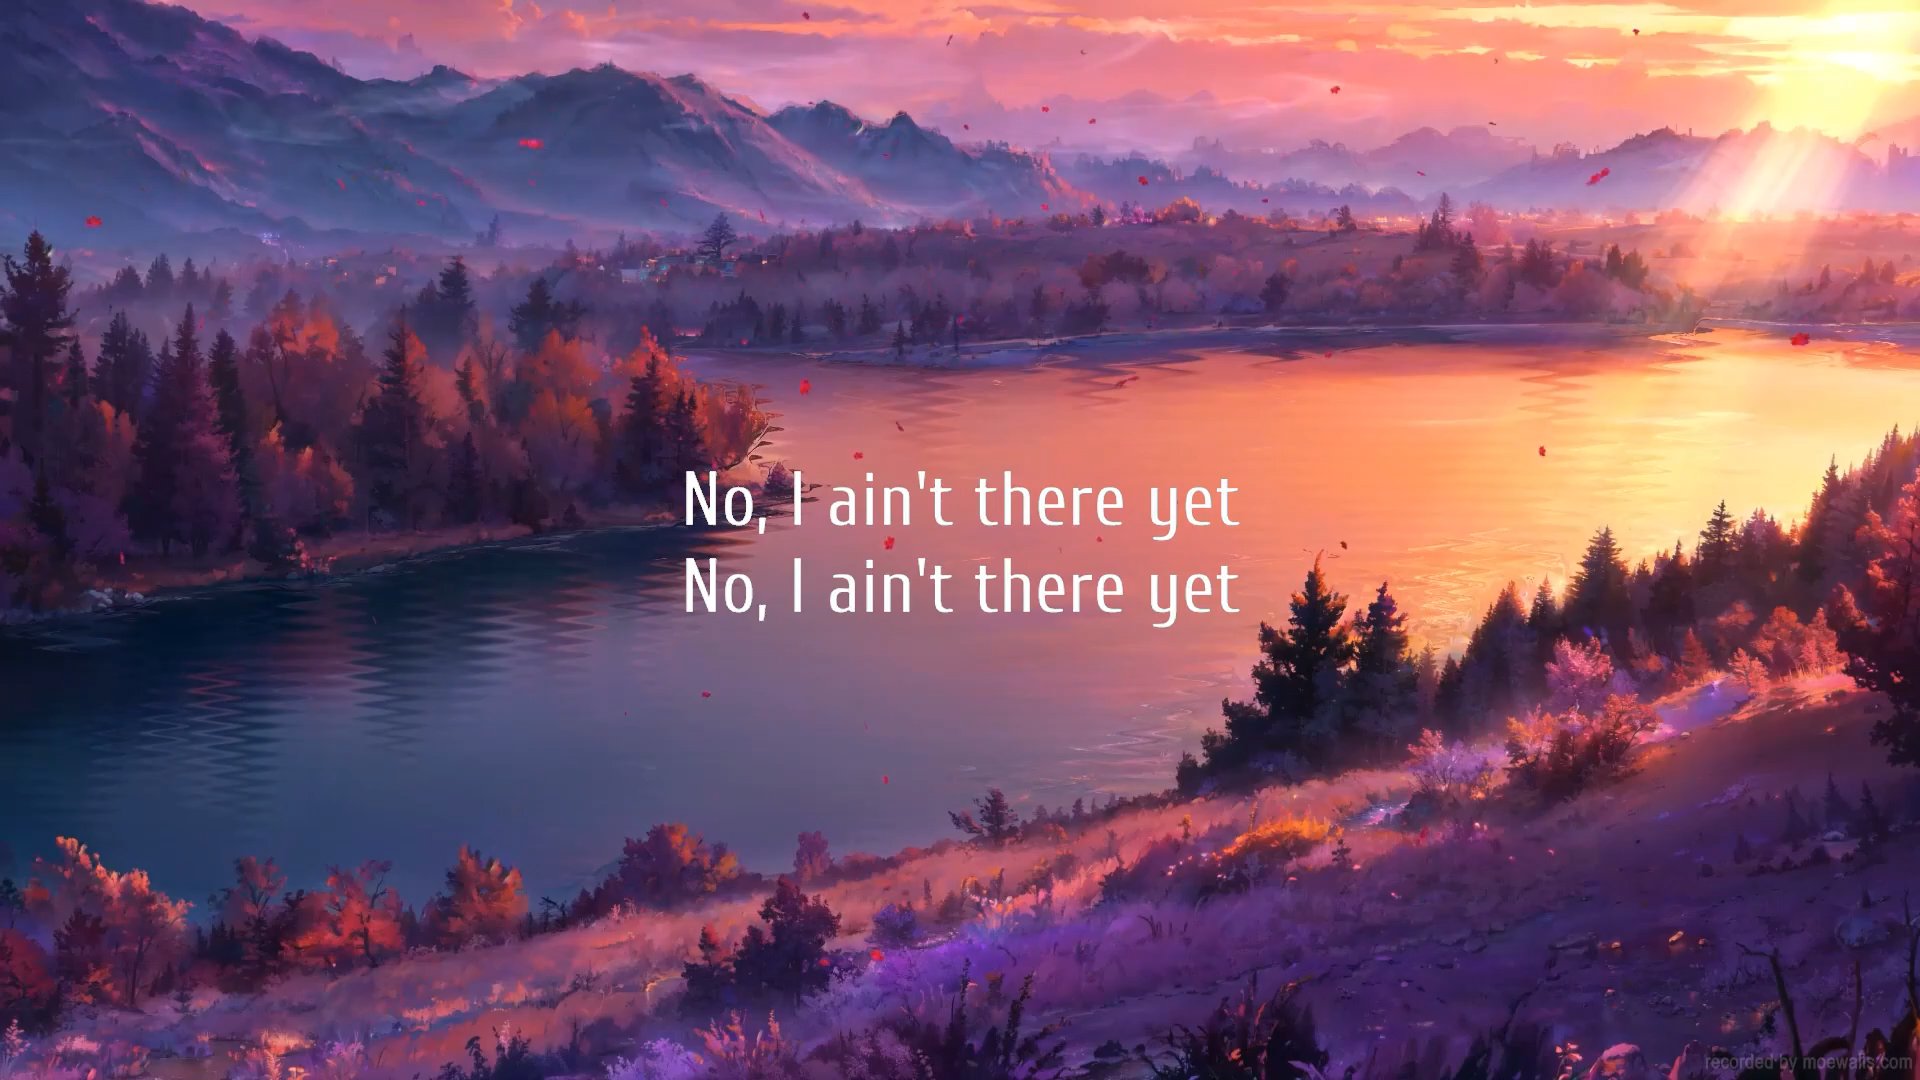 No, I ain't there yet
No, I ain't there yet
recorded by moewalls.com